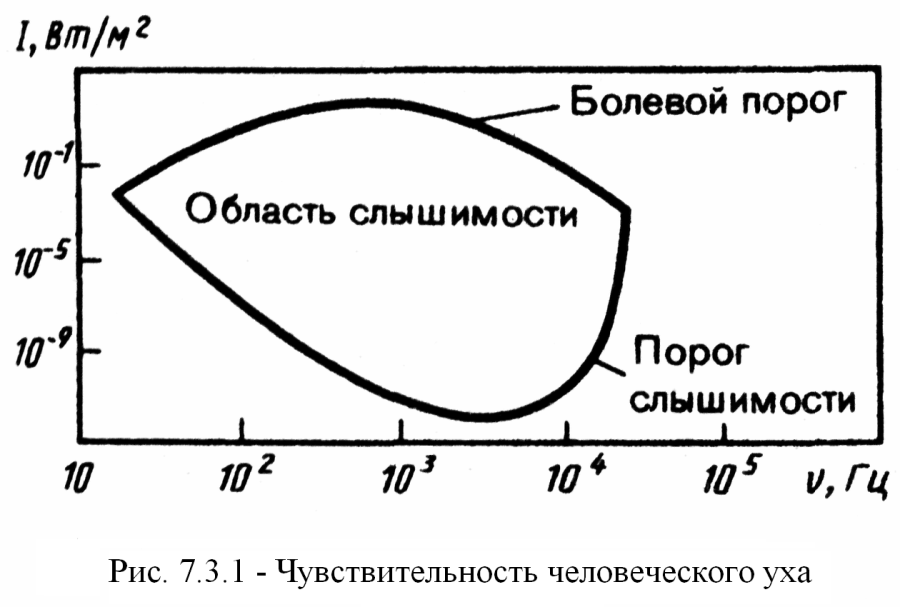 I, Вт/м²
Болевой порог
10⁻¹
Область слышимости
10⁻⁵
10⁻⁹
Порог
слышимости
10 10² 10³ 10⁴ 10⁵ ν, Гц
Рис. 7.3.1 - Чувствительность человеческого уха